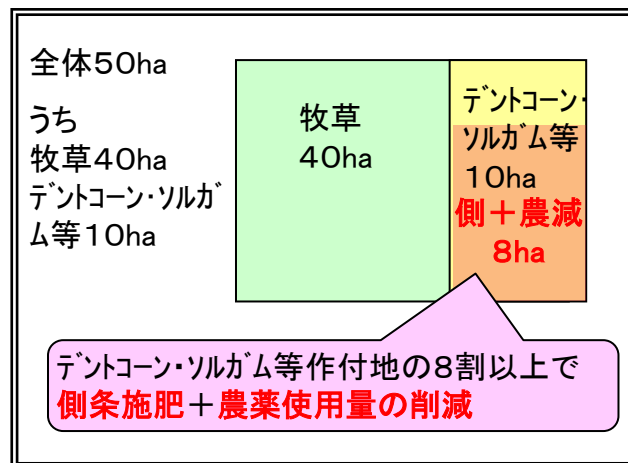 全体50ha
うち
牧草40ha
デントコーン・ソルガ
ム等10ha
牧草
40ha
デントコーン・
ソルガム等
10ha
側+農減
8ha
デントコーン・ソルガム等作付地の8割以上で
側条施肥+農薬使用量の削減